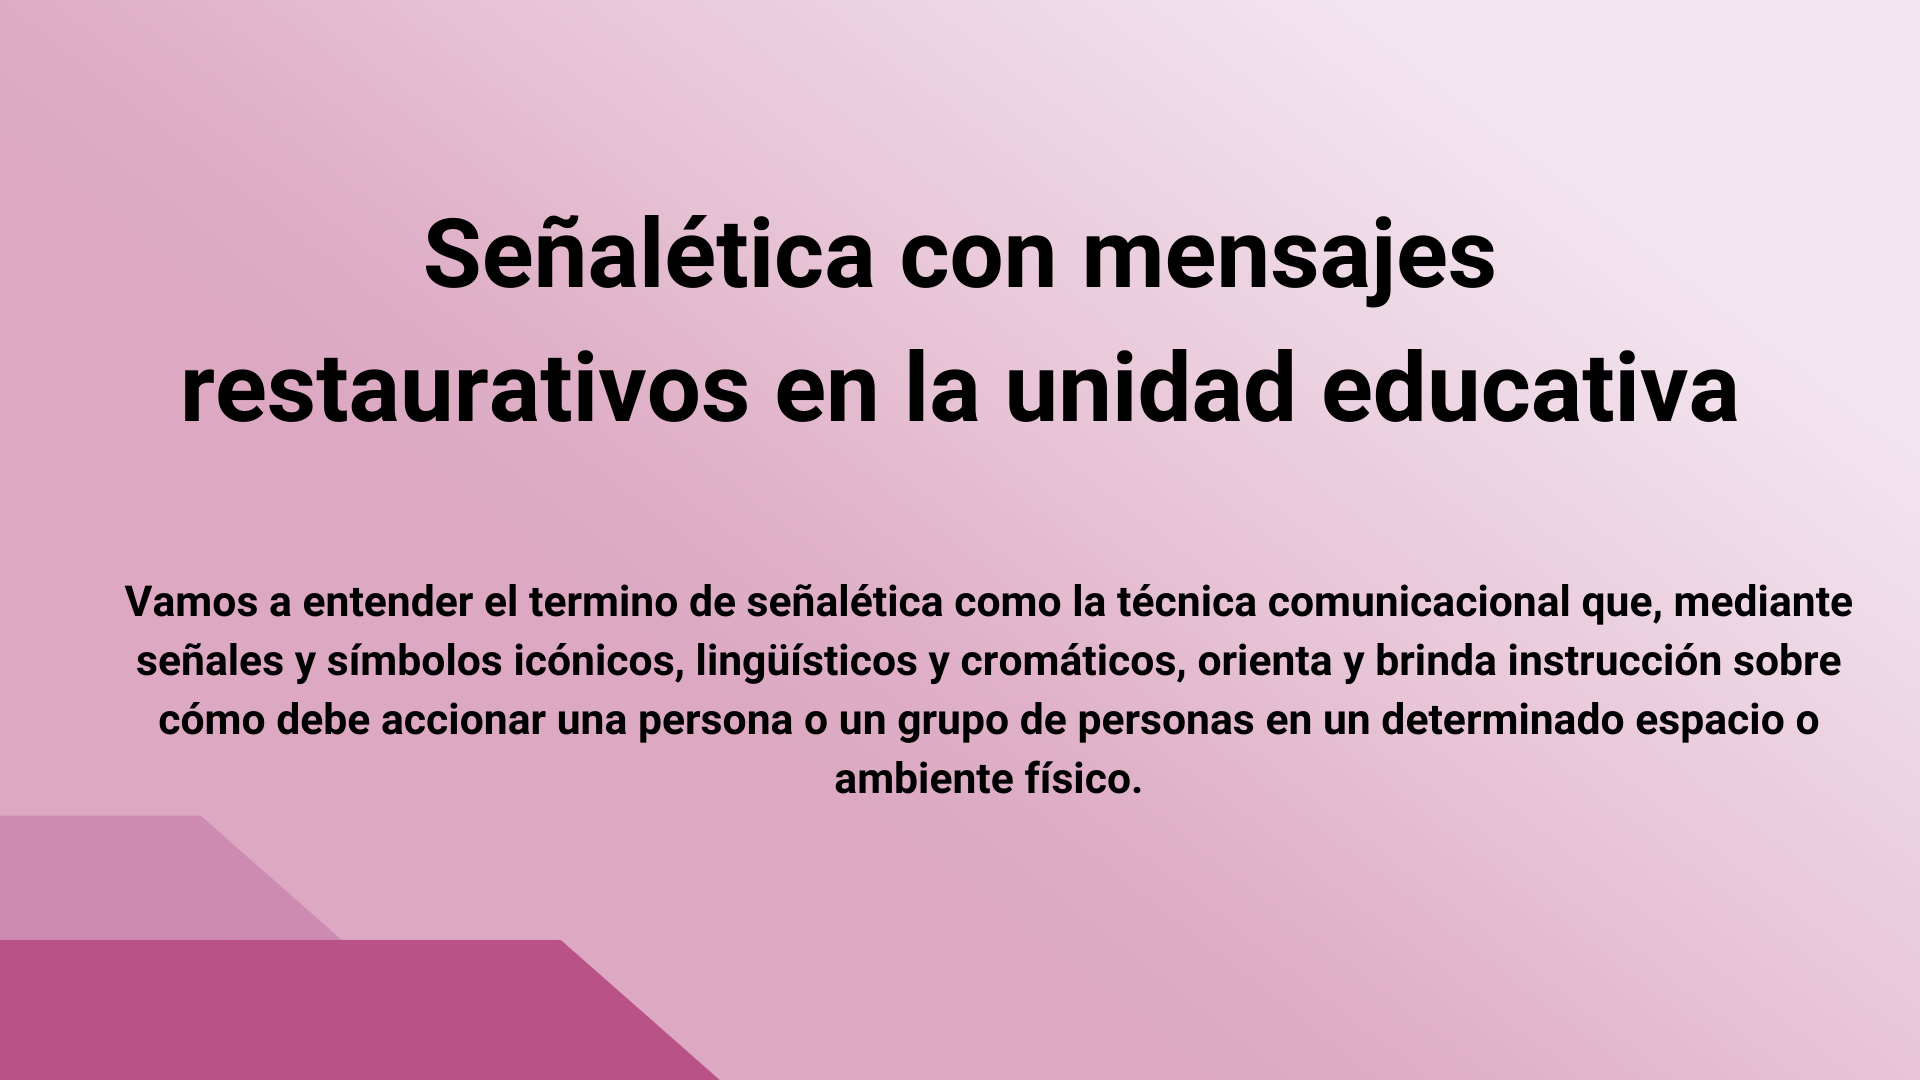 Señalética con mensajes
restaurativos en la unidad educativa
Vamos a entender el termino de señalética como la técnica comunicacional que, mediante
señales y símbolos icónicos, lingüísticos y cromáticos, orienta y brinda instrucción sobre
cómo debe accionar una persona o un grupo de personas en un determinado espacio o
ambiente físico.